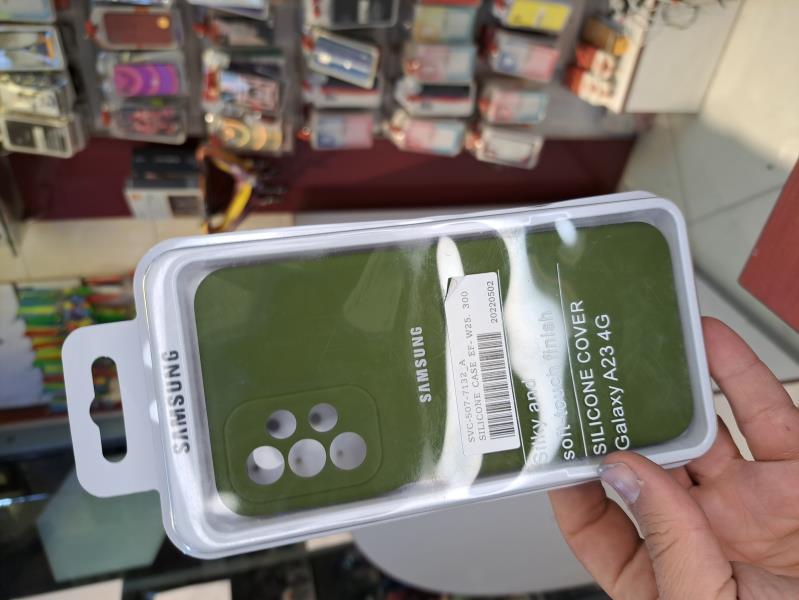 SAMSUNG
SAMSUNG
SVC-507-7132_A
SILICONE CASE EF- W25. 300
20220502
Silky and
soft-touch finish
SILICONE COVER
Galaxy A23 4G